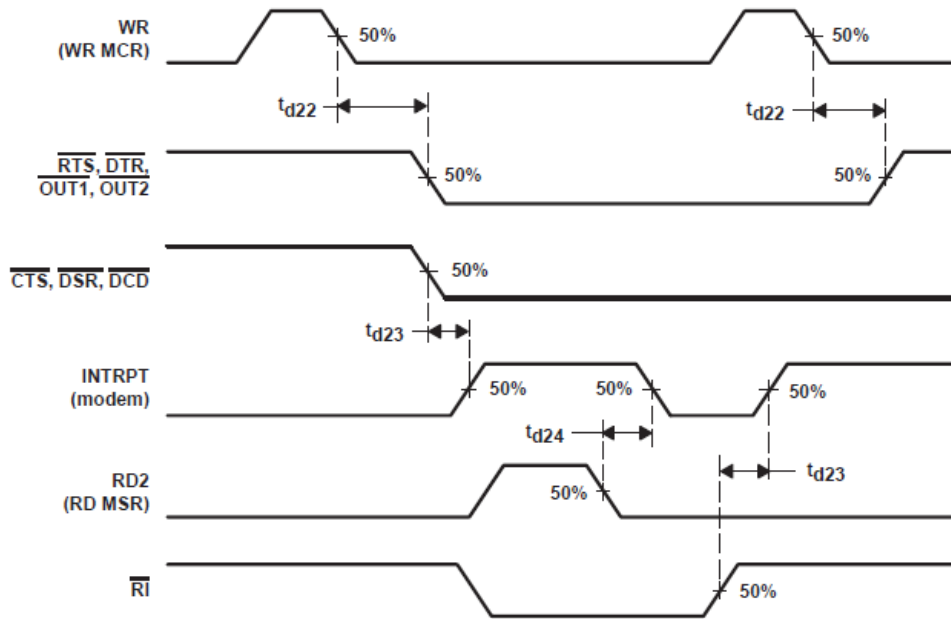 WR
(WR MCR)
50%
50%
td22
td22
RTS, DTR,
OUT1, OUT2
50%
50%
CTS, DSR, DCD
50%
td23
INTRPT
(modem)
50%
50%
50%
td24
td23
RD2
(RD MSR)
50%
RI
50%